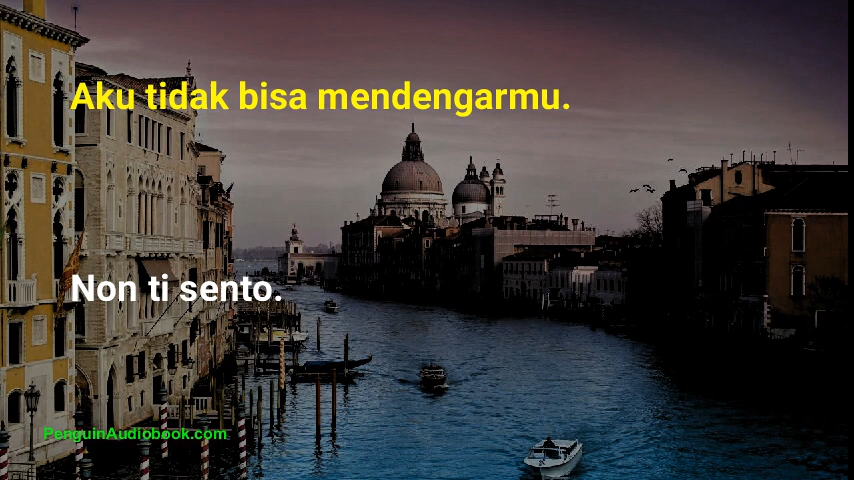 Aku tidak bisa mendengarmu.
Non ti sento.
PenguinAudiobook.com